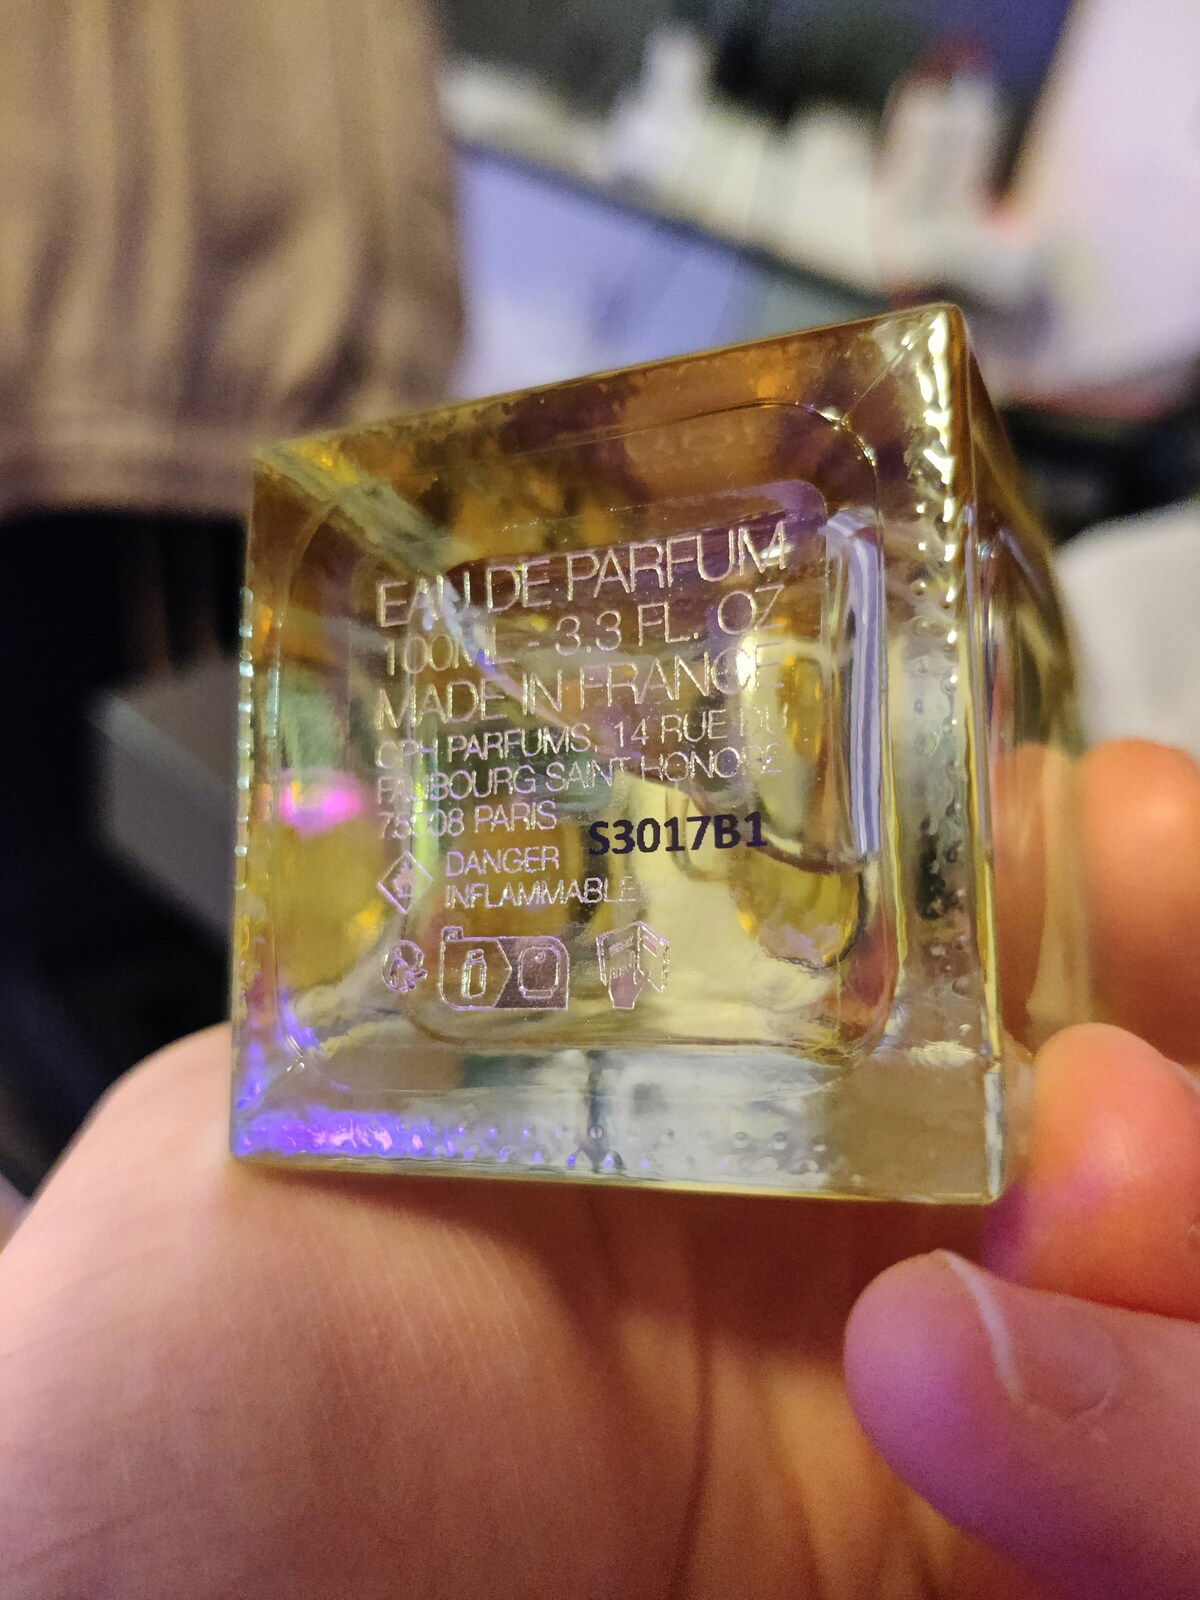 EAU DE PARFUM
100ML - 3.3 FL. OZ
MADE IN FRANCE
CPH PARFUMS, 14 RUE DU
FAUBOURG SAINT HONORE
75008 PARIS
S3017B1
DANGER
INFLAMMABLE